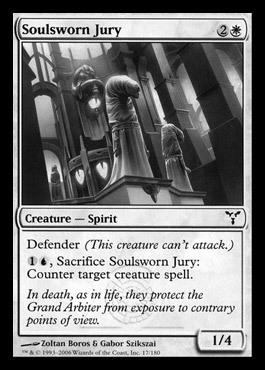 Soulsworn Jury 2
Creature — Spirit
Defender (This creature can't attack.)
1, Sacrifice Soulsworn Jury:
Counter target creature spell.
In death, as in life, they protect the
Grand Arbiter from exposure to contrary
points of view.
Zoltan Boros & Gabor Szikszai
™ & © 1993–2006 Wizards of the Coast, Inc. 17/180
1/4